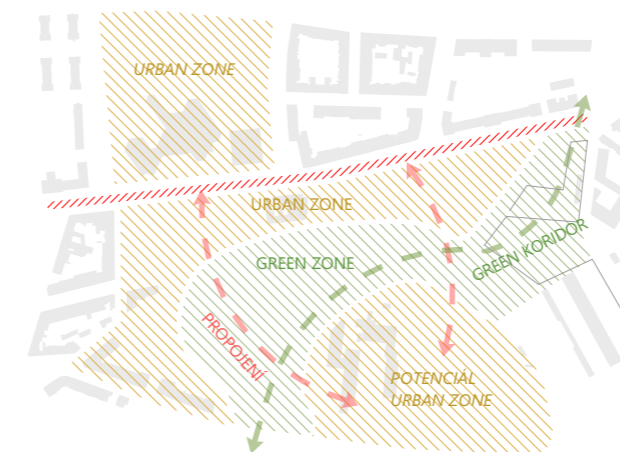 URBAN ZONE
URBAN ZONE
GREEN ZONE
GREEN KORIDOR
PROPOJENÍ
POTENCIÁL
URBAN ZONE